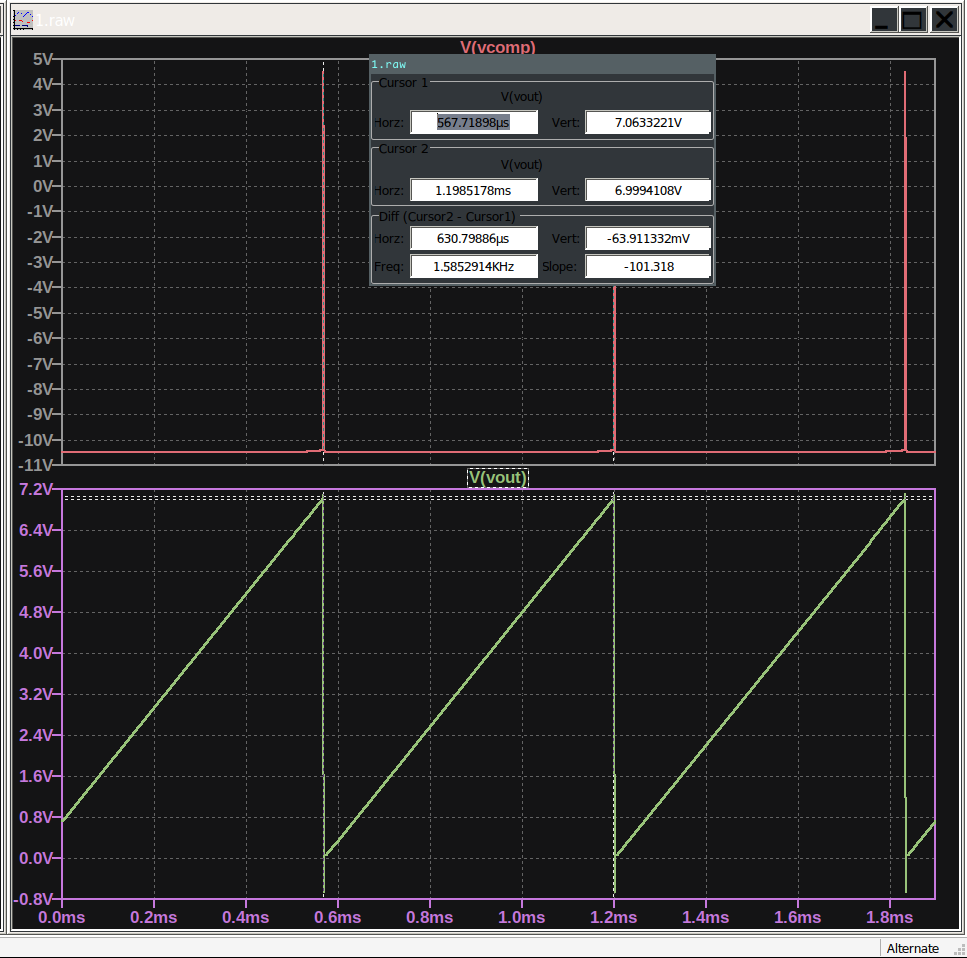 1.raw
V(vcomp)
1.raw
Cursor 1
V(vout)
Horz: 567.71898µs Vert: 7.0633221V
Cursor 2
V(vout)
Horz: 1.1985178ms Vert: 6.9994108V
Diff (Cursor2 - Cursor1)
Horz: 630.79886µs Vert: -63.911332mV
Freq: 1.5852914KHz Slope: -101.318
5V
4V
3V
2V
1V
0V
-1V
-2V
-3V
-4V
-5V
-6V
-7V
-8V
-9V
-10V
-11V
V(vout)
7.2V
6.4V
5.6V
4.8V
4.0V
3.2V
2.4V
1.6V
0.8V
0.0V
-0.8V
0.0ms 0.2ms 0.4ms 0.6ms 0.8ms 1.0ms 1.2ms 1.4ms 1.6ms 1.8ms
Alternate